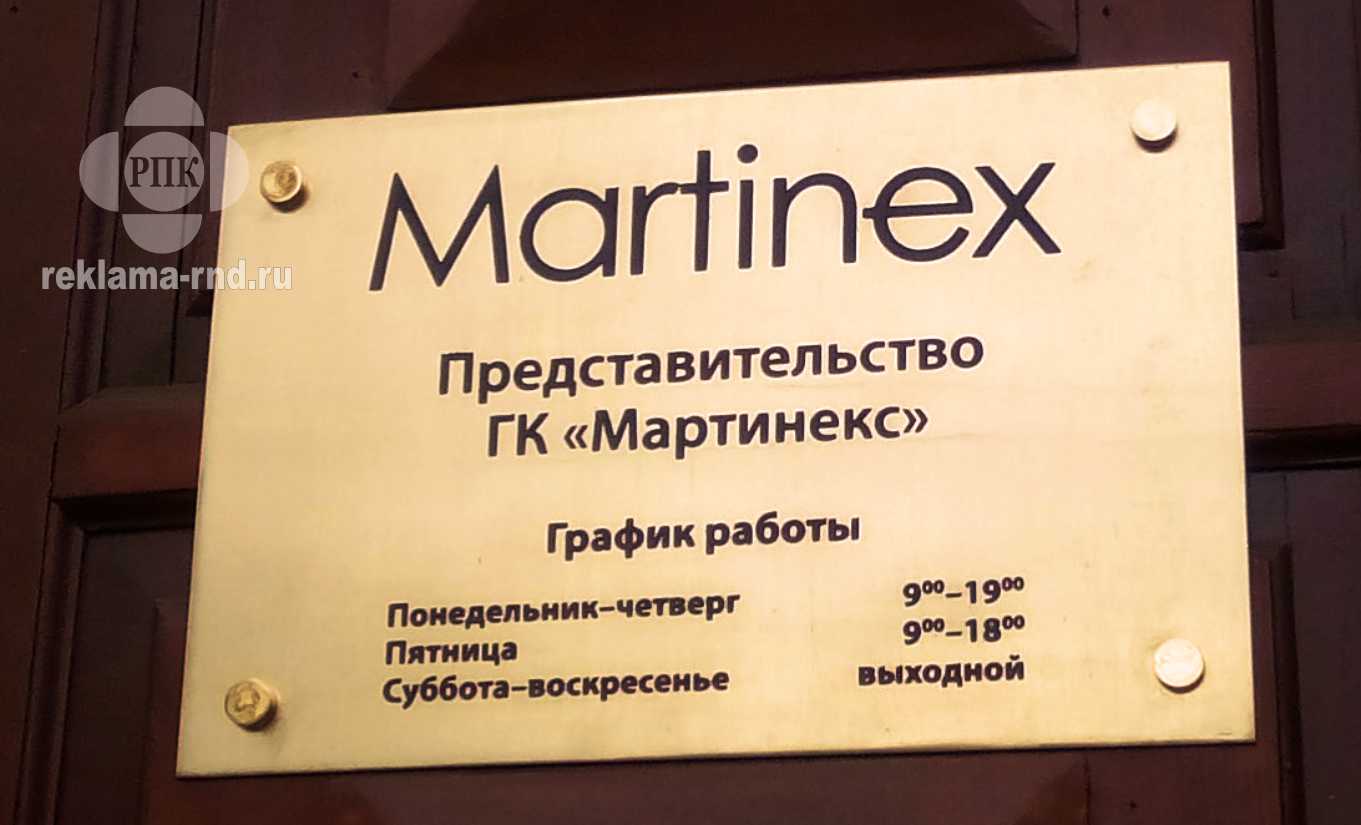 РПК
reklama-rnd.ru
Martinex
Представительство
ГК «Мартинекс»
График работы
Понедельник–четверг 9⁰⁰–19⁰⁰
Пятница 9⁰⁰–18⁰⁰
Суббота–воскресенье выходной